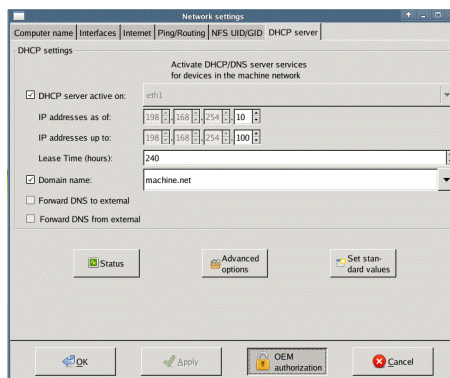 Network settings
Computer name Interfaces Internet Ping/Routing NFS UID/GID DHCP server
DHCP settings
Activate DHCP/DNS server services
for devices in the machine network
DHCP server active on: eth1
IP addresses as of: 198 . 168 . 254 . 10
IP addresses up to: 198 . 168 . 254 . 100
Lease Time (hours): 240
Domain name: machine.net
Forward DNS to external
Forward DNS from external
Status
Advanced
options
Set stan-
dard values
OK
Apply
OEM
authorization
Cancel